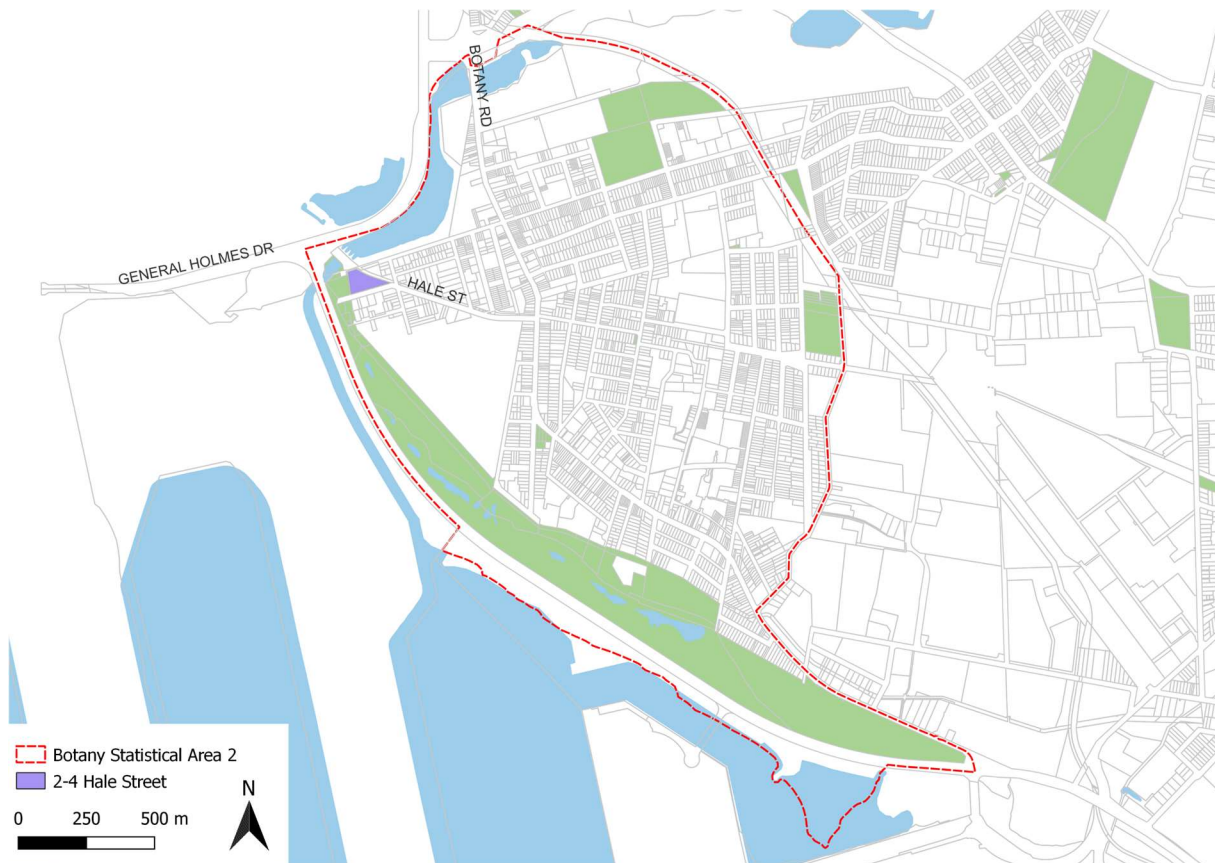 BOTANY RD
GENERAL HOLMES DR
HALE ST
Botany Statistical Area 2
2-4 Hale Street
0 250 500 m
N